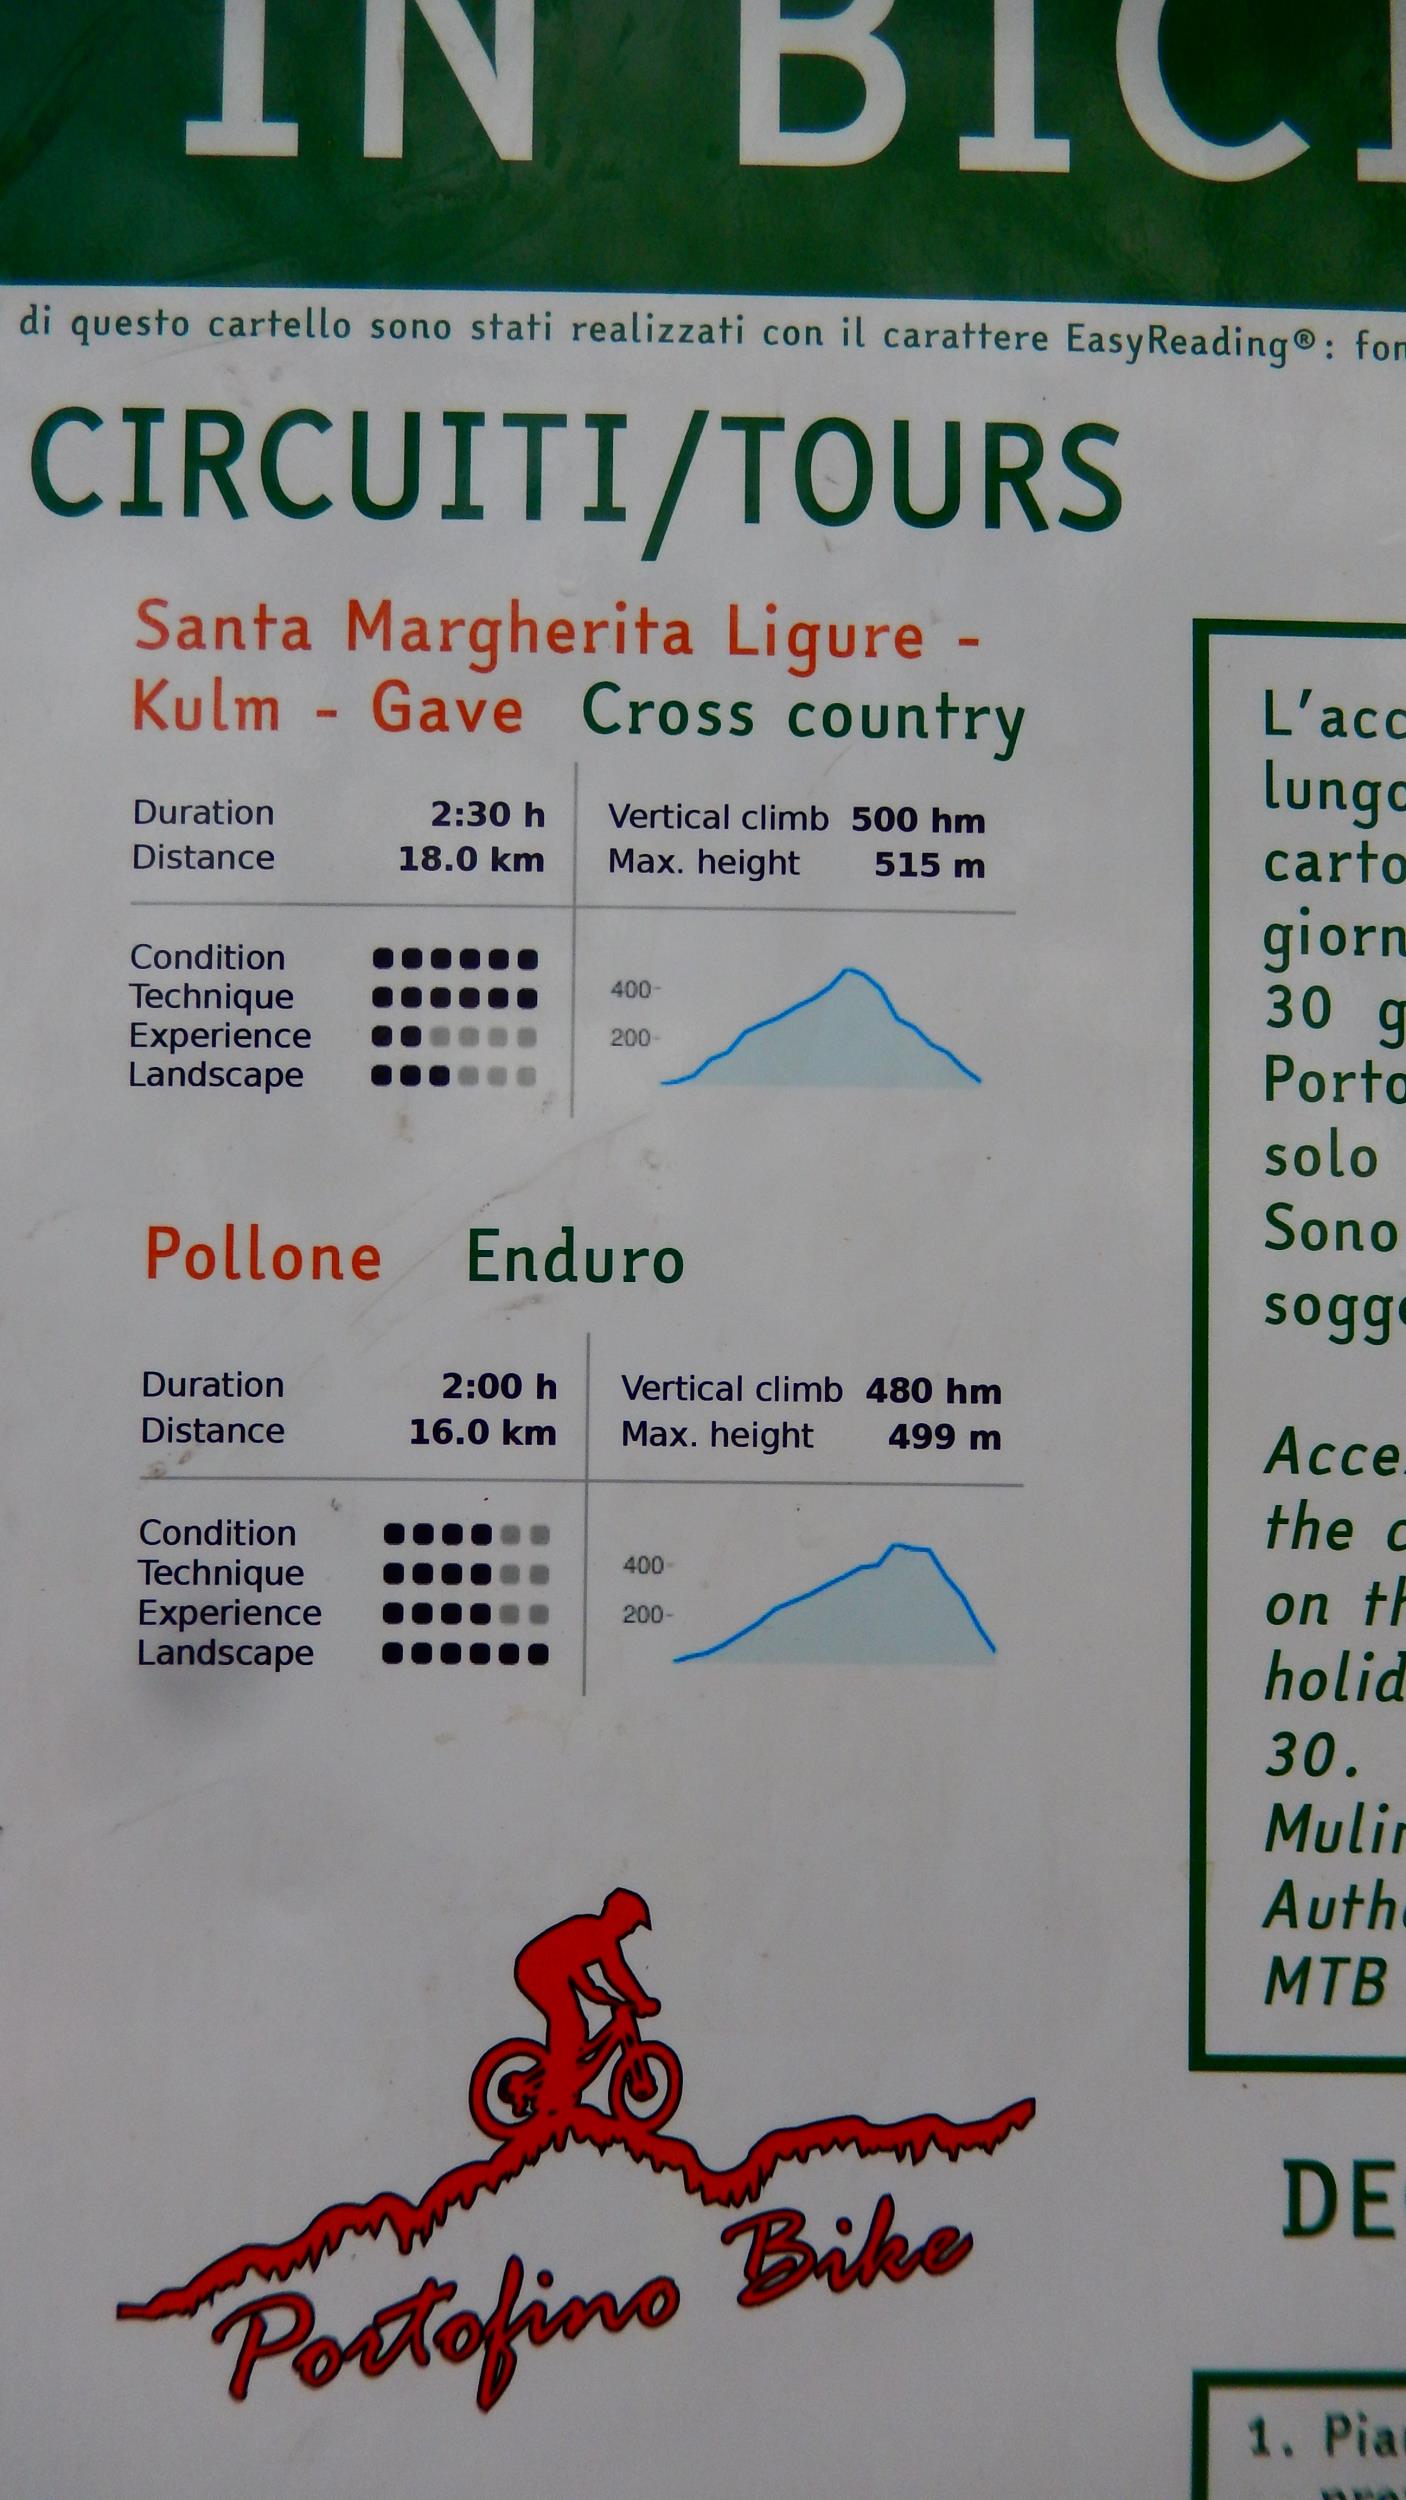 IN BICI
di questo cartello sono stati realizzati con il carattere EasyReading®: fon
CIRCUITI/TOURS
Santa Margherita Ligure -
Kulm - Gave Cross country
Duration 2:30 h Vertical climb 500 hm
Distance 18.0 km Max. height 515 m
Condition
Technique
Experience
Landscape
400-
200-
Pollone Enduro
Duration 2:00 h Vertical climb 480 hm
Distance 16.0 km Max. height 499 m
Condition
Technique
Experience
Landscape
400-
200-
Portofino Bike
L'acc
lungo
carto
giorn
30 g
Porto
solo
Sono
sogge
Acces
the c
on th
holid
30.
Mulin
Autho
MTB
DE
1. Pia